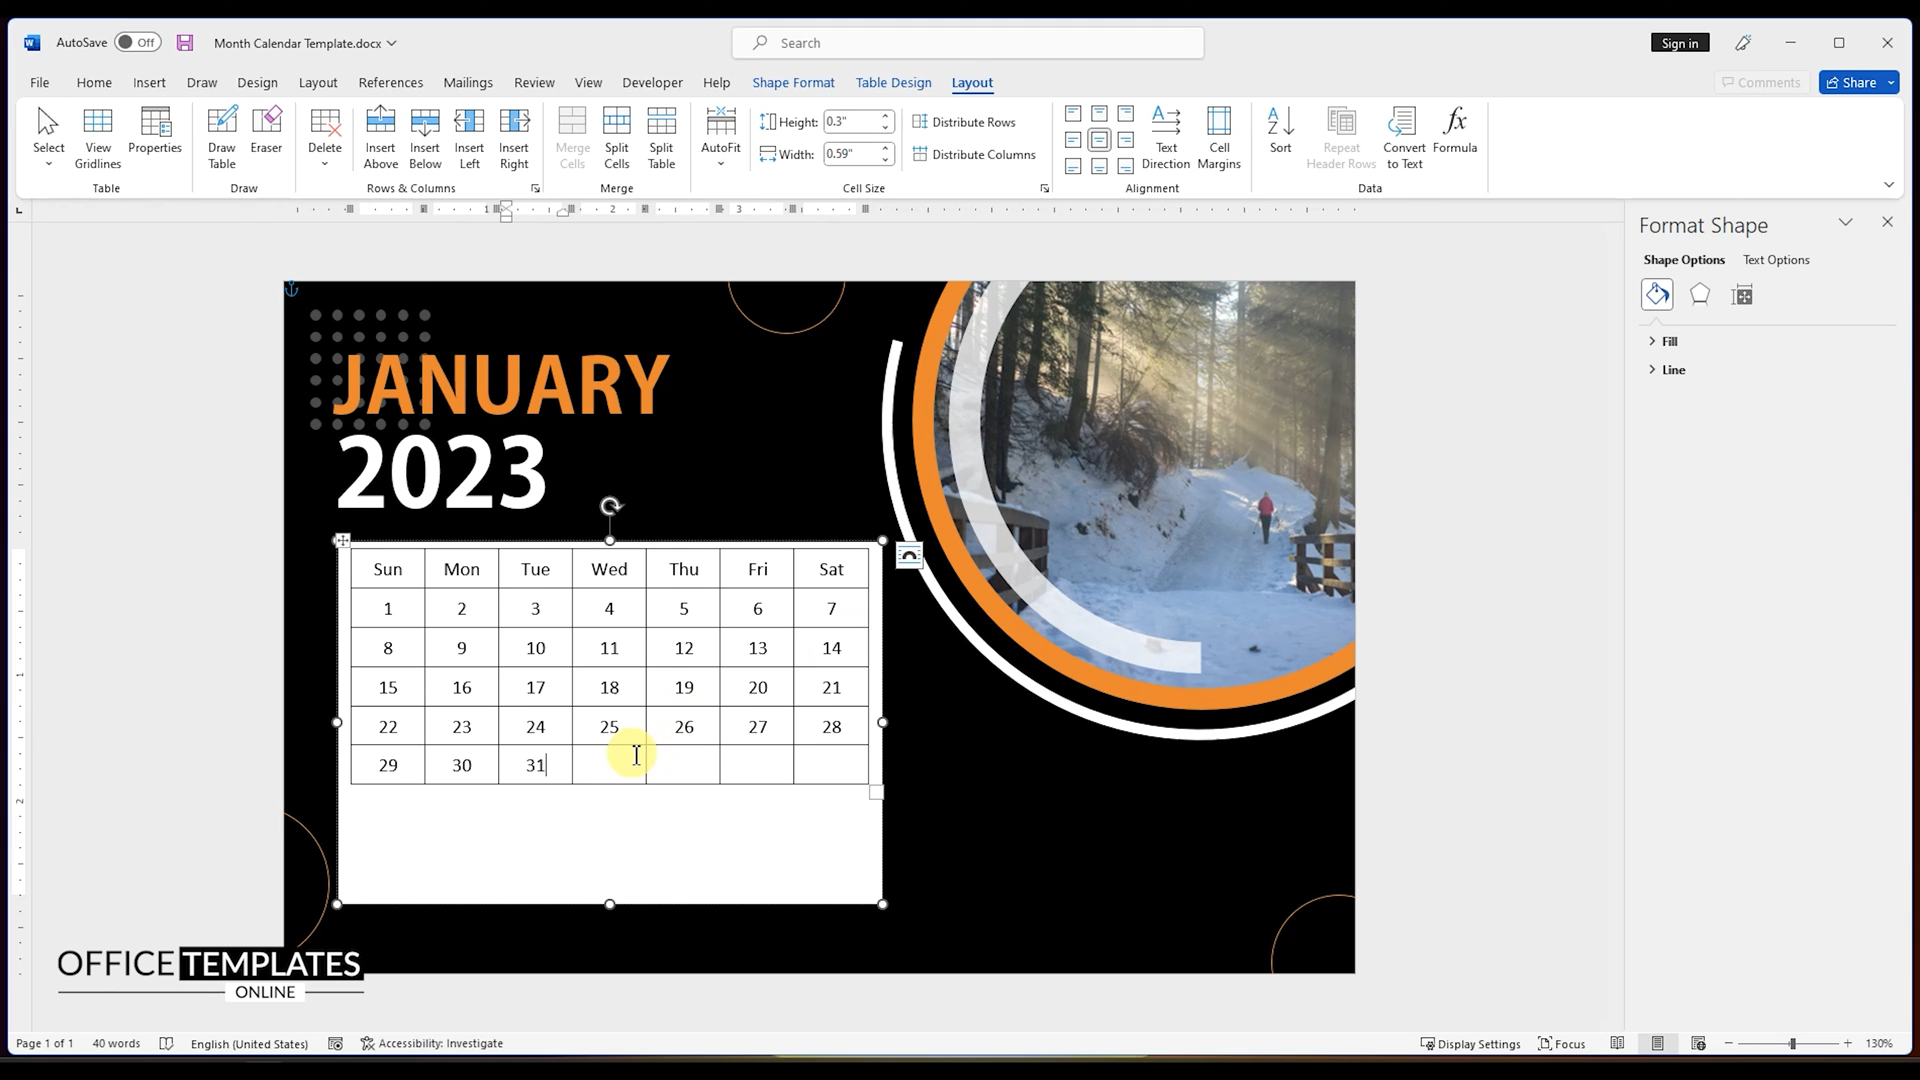 AutoSave Off Month Calendar Template.docx Search Sign in
File Home Insert Draw Design Layout References Mailings Review View Developer Help Shape Format Table Design Layout Comments Share
Select View Gridlines Properties Draw Table Eraser Delete Insert Above Insert Below Insert Left Insert Right Merge Cells Split Cells Split Table AutoFit Height: 0.3" Width: 0.59" Distribute Rows Distribute Columns Text Direction Cell Margins Sort Repeat Header Rows Convert to Text Formula
Table Draw Rows & Columns Merge Cell Size Alignment Data
1 2 3
Format Shape
Shape Options Text Options
Fill
Line
JANUARY
2023
Sun Mon Tue Wed Thu Fri Sat
1 2 3 4 5 6 7
8 9 10 11 12 13 14
15 16 17 18 19 20 21
22 23 24 25 26 27 28
29 30 31
1
2
OFFICE TEMPLATES
ONLINE
Page 1 of 1 40 words English (United States) Accessibility: Investigate Display Settings Focus 130%